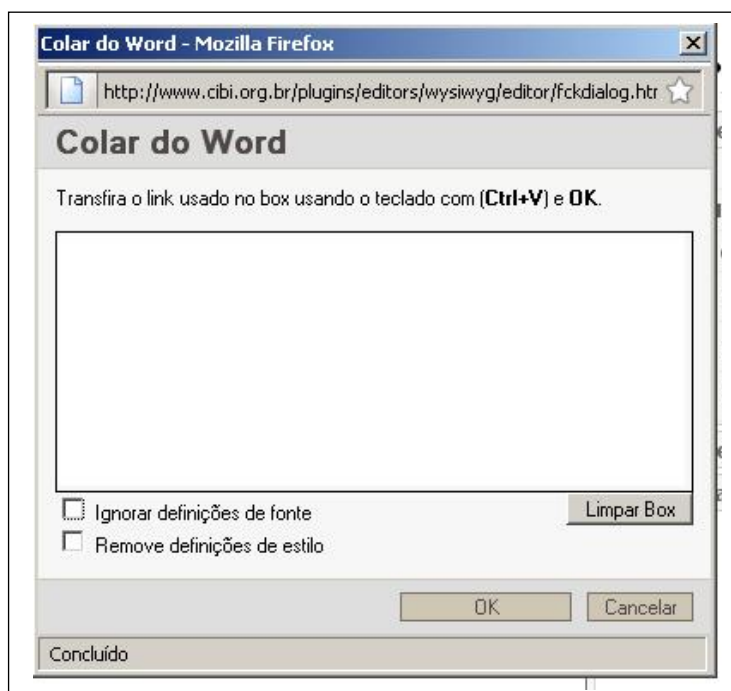 Colar do Word - Mozilla Firefox
http://www.cibi.org.br/plugins/editors/wysiwyg/editor/fckdialog.htr
Colar do Word
Transfira o link usado no box usando o teclado com (Ctrl+V) e OK.
Ignorar definições de fonte
Limpar Box
Remove definições de estilo
OK
Cancelar
Concluído